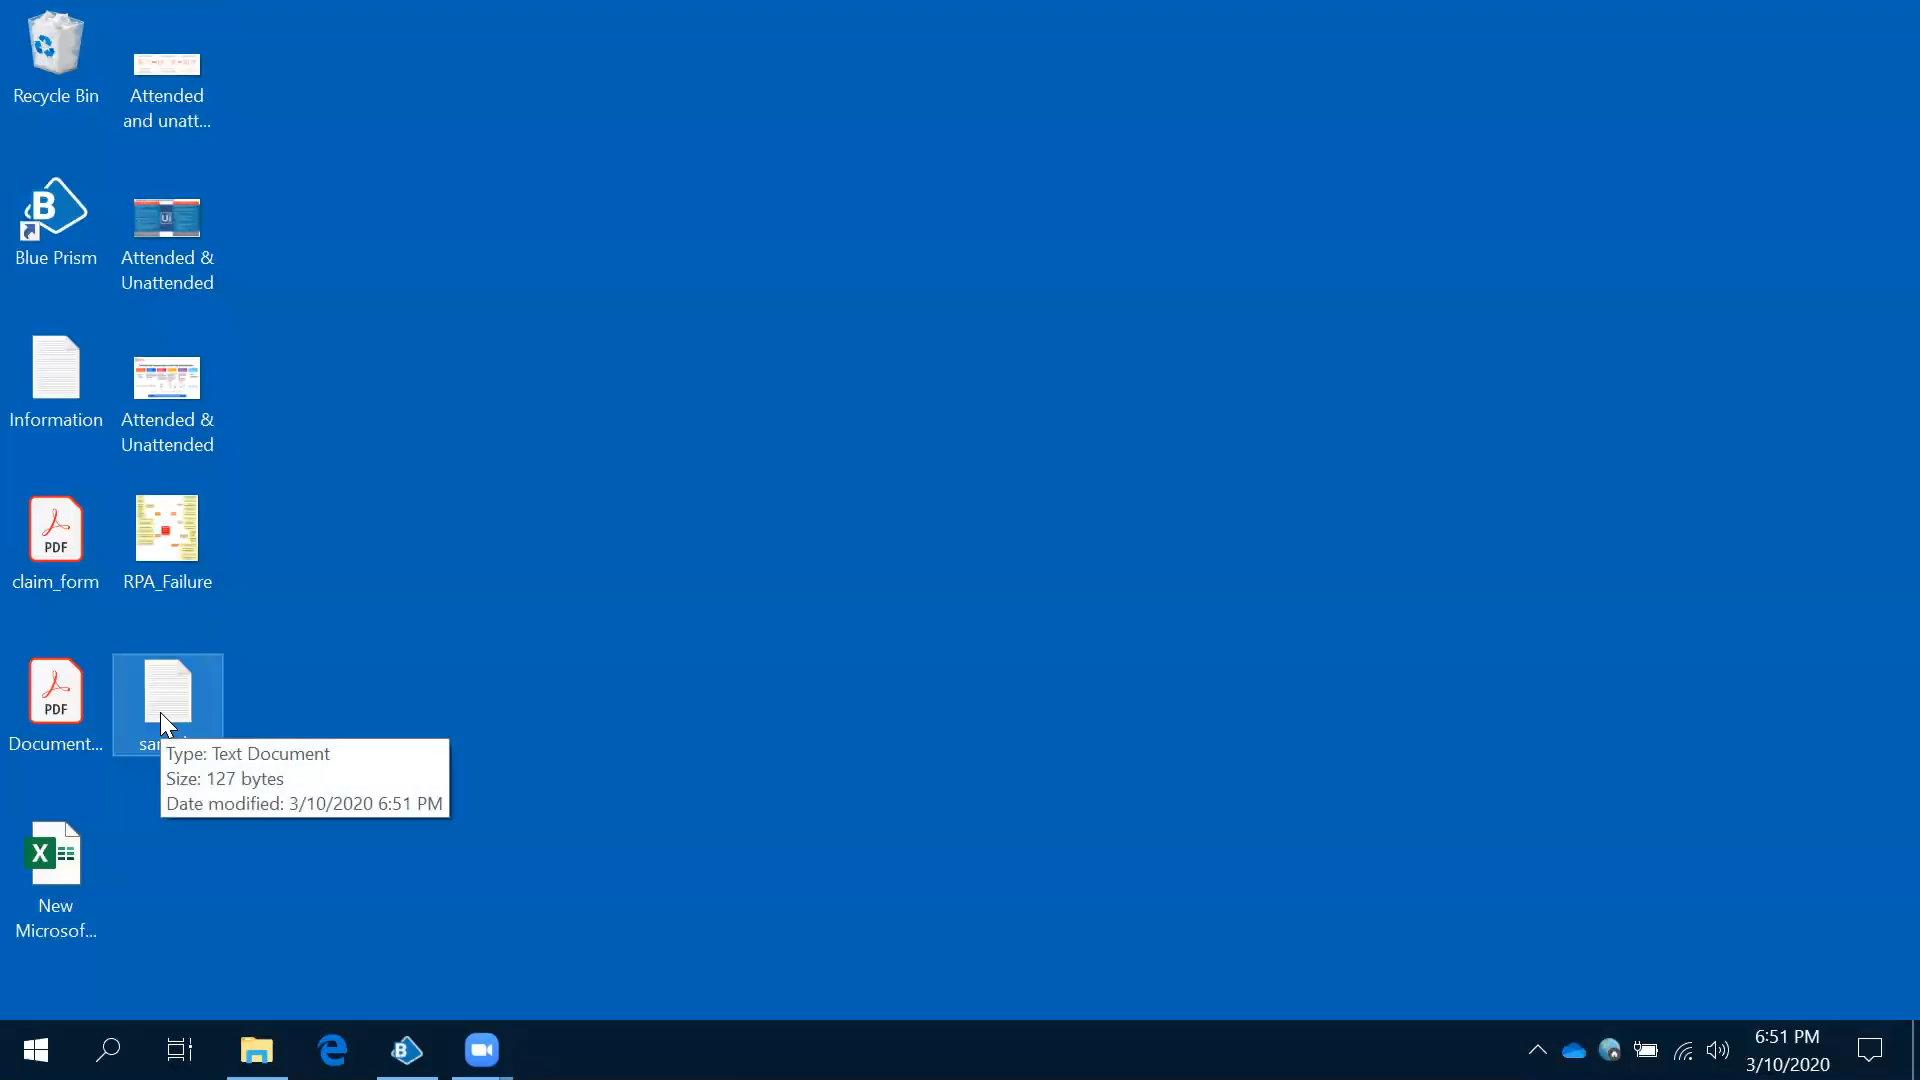 Recycle Bin
Attended
and unatt...
B
Blue Prism
Ui
Attended &
Unattended
Information
Attended &
Unattended
PDF
claim_form
RPA_Failure
PDF
Document...
Type: Text Document
Size: 127 bytes
Date modified: 3/10/2020 6:51 PM
X
New
Microsof...
B
6:51 PM
3/10/2020